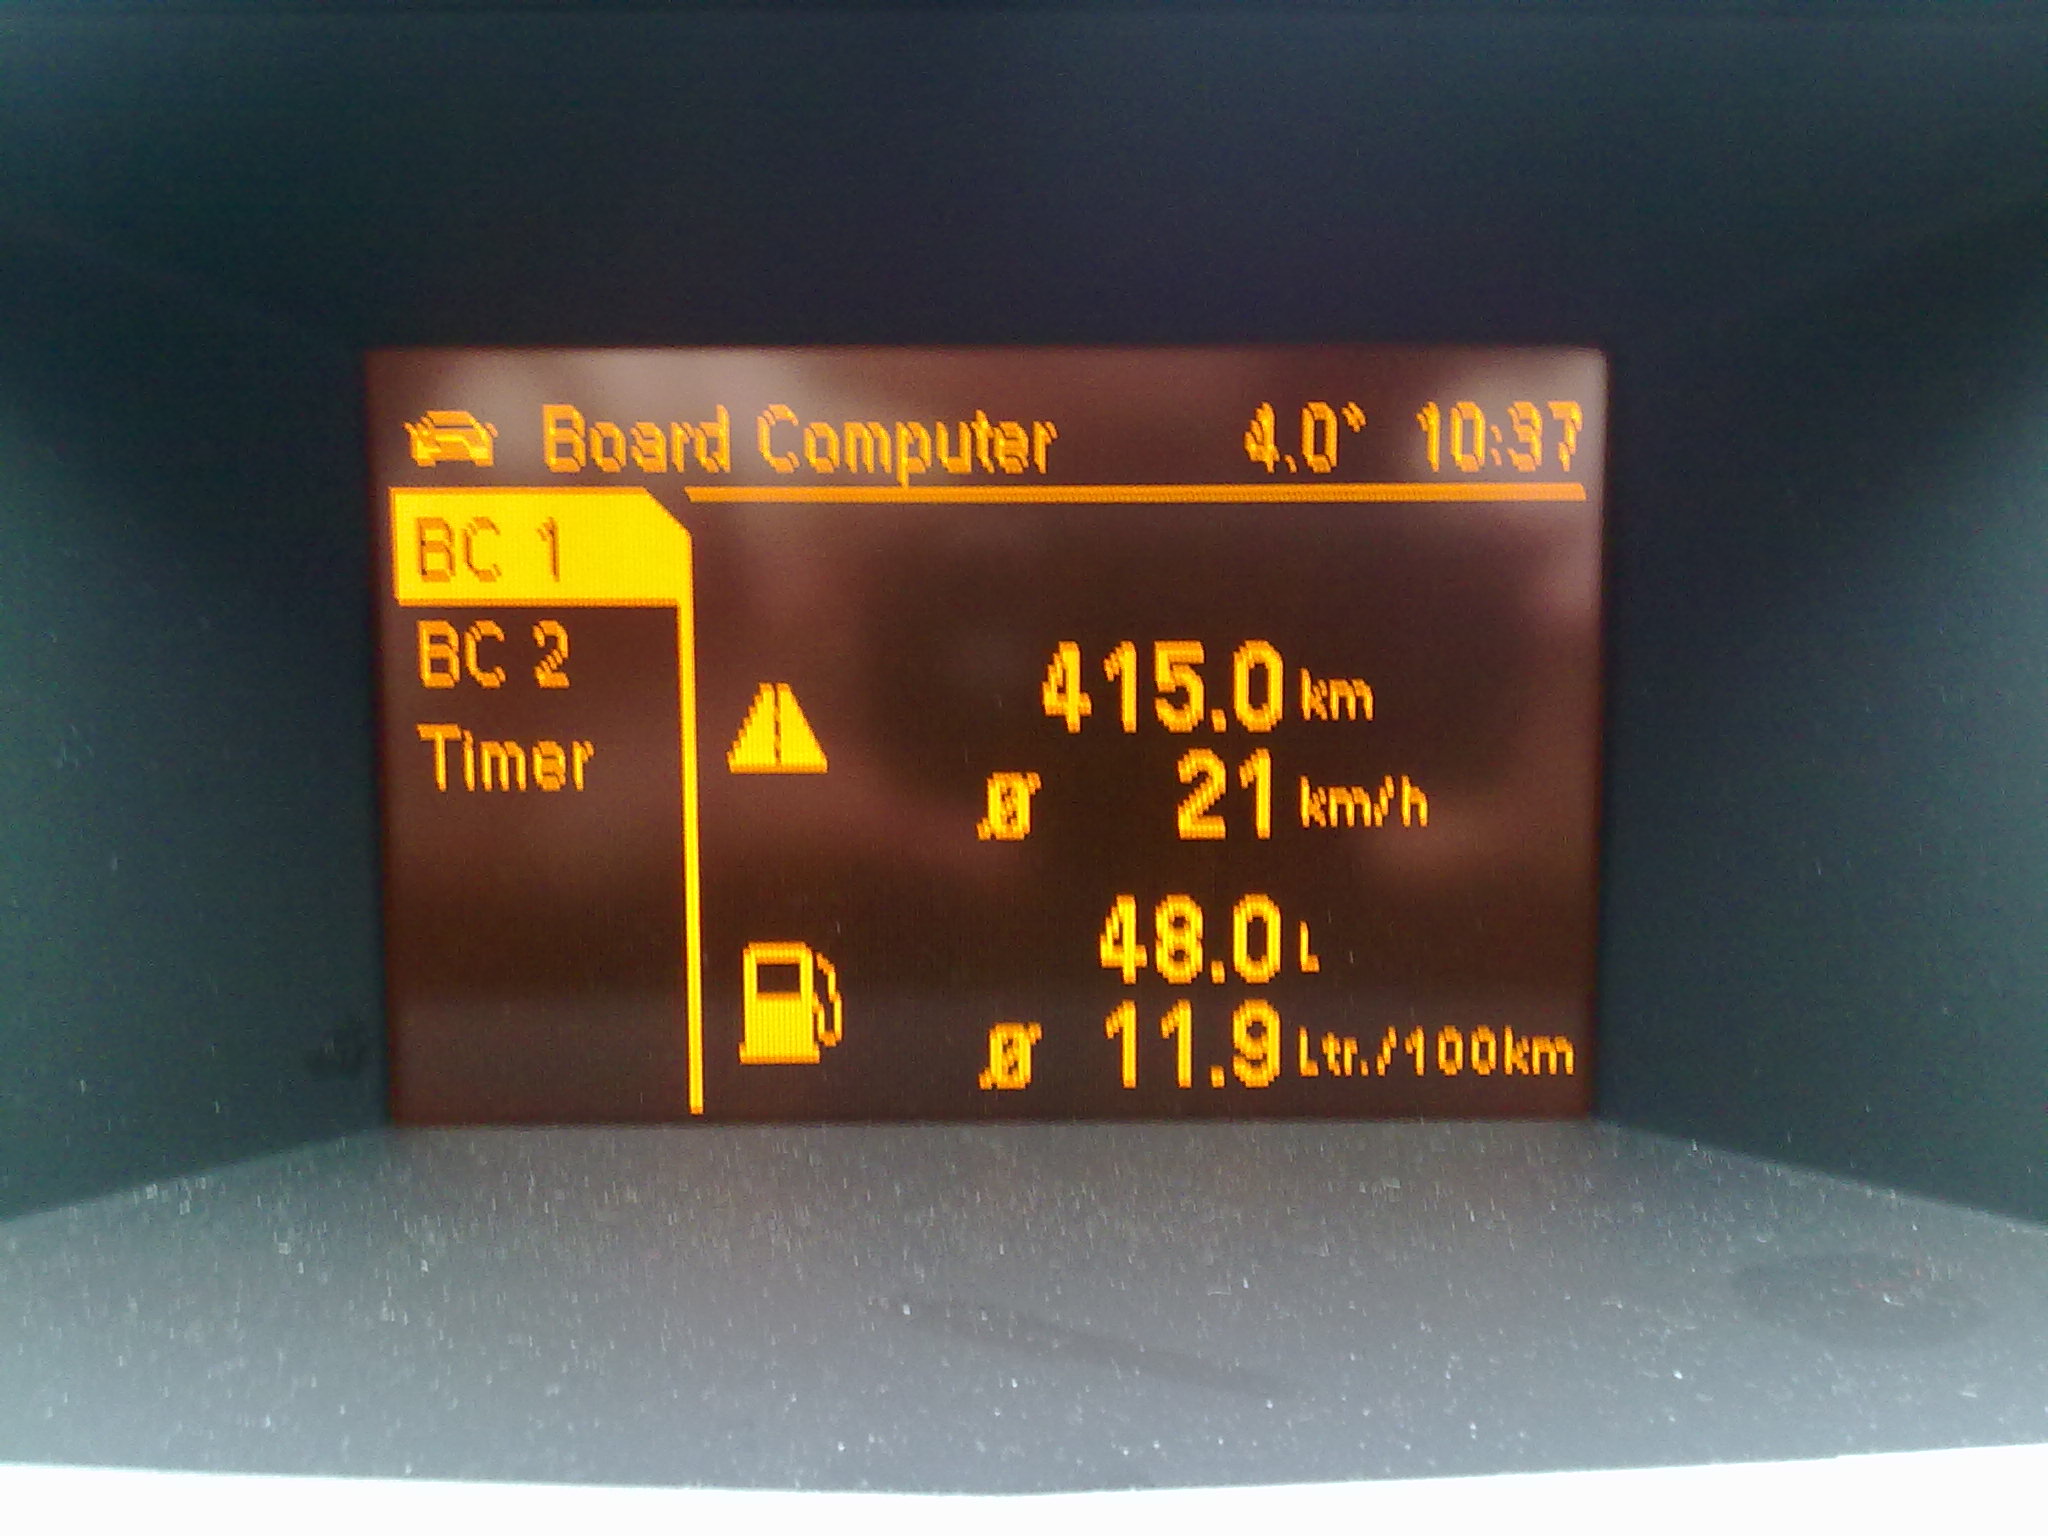 Board Computer 4.0° 10:37
BC 1
BC 2
Timer
415.0 km
Ø 21 km/h
48.0 L
Ø 11.9 Ltr./100km